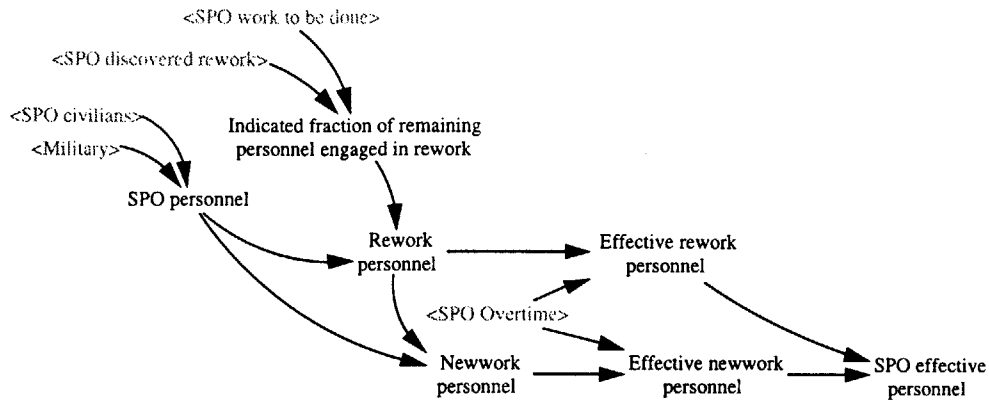 <SPO work to be done>
<SPO discovered rework>
<SPO civilians>
<Military>
Indicated fraction of remaining
personnel engaged in rework
SPO personnel
Rework
personnel
Effective rework
personnel
<SPO Overtime>
Newwork
personnel
Effective newwork
personnel
SPO effective
personnel